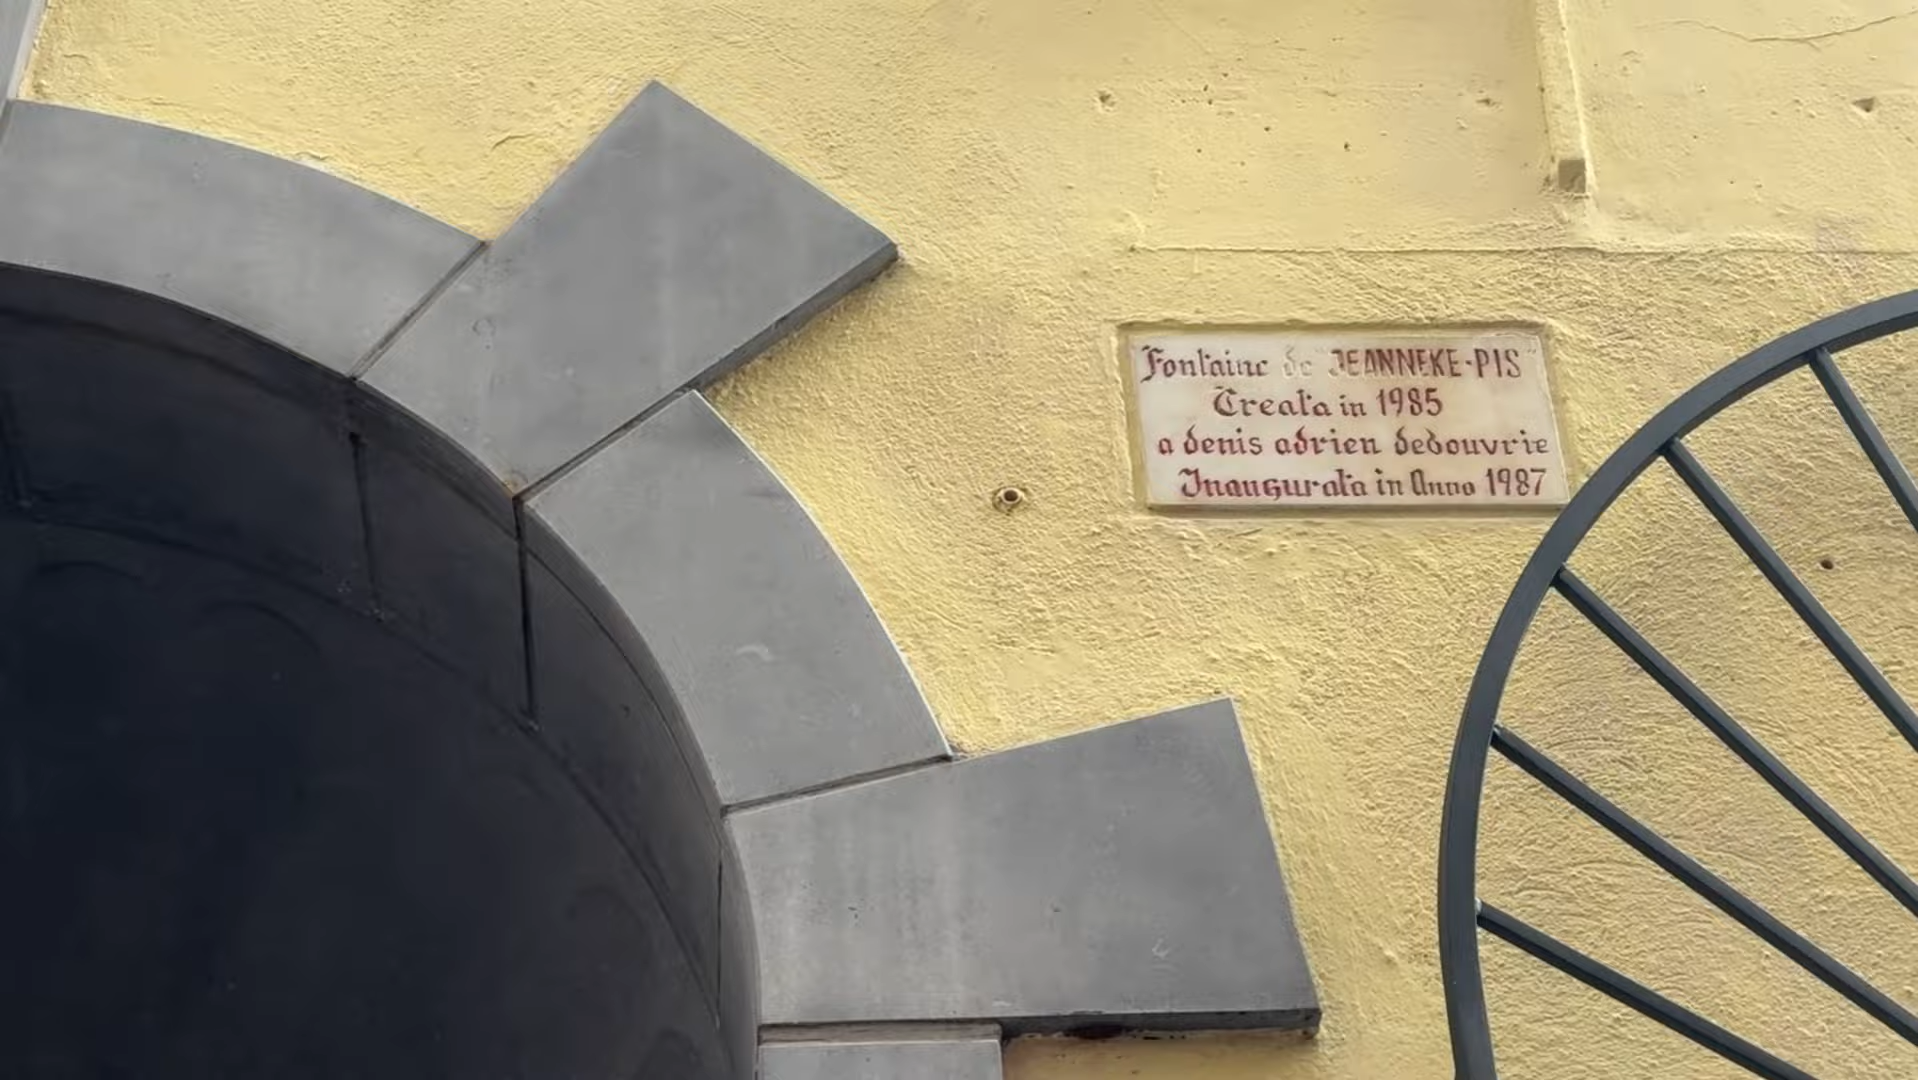 Fontaine de "JEANNEKE-PIS"
Creata in 1985
a denis adrien debouvrie
Inaugurata in Anno 1987